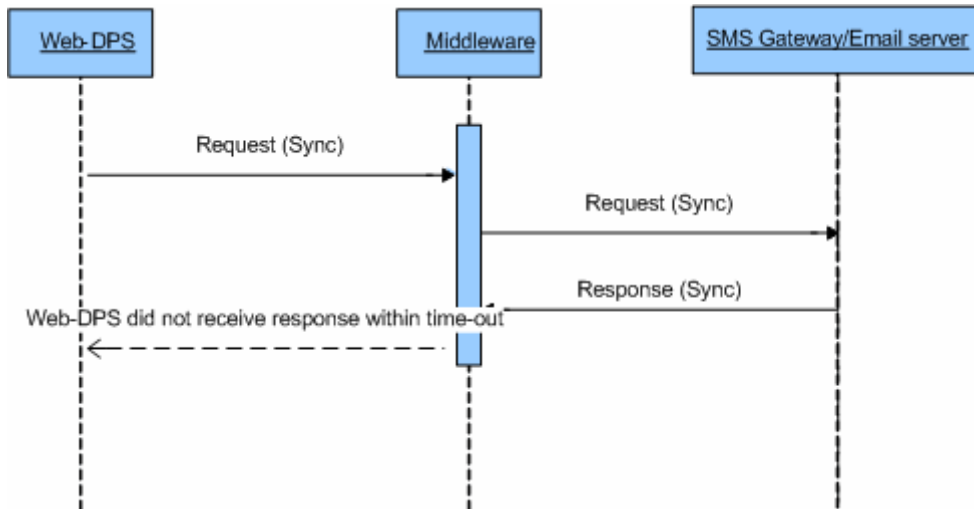 Web-DPS
Middleware
SMS Gateway/Email server
Request (Sync)
Request (Sync)
Response (Sync)
Web-DPS did not receive response within time-out